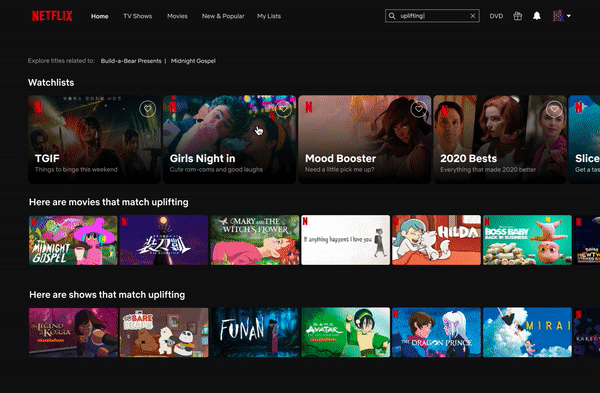 NETFLIX Home TV Shows Movies New & Popular My Lists uplifting DVD
Explore titles related to: Build-a-Bear Presents | Midnight Gospel
Watchlists
N N N N N
TGIF Girls Night in Mood Booster 2020 Bests Slice
Things to binge this weekend Cute rom-coms and good laughs Need a little pick me up? Everything that made 2020 better Get a tas
Here are movies that match uplifting
THE MIDNIGHT GOSPEL
MARY AND THE WITCH'S FLOWER
If anything happens I love you
HILDA
BOSS BABY
BACK IN BUSINESS
Here are shows that match uplifting
THE LEGEND OF KORRA
nickelodeon
WE BARE BEARS
FUNAN
AVATAR
nickelodeon
THE DRAGON PRINCE
MIRAI